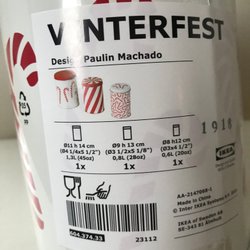 VINTERFEST
Design Paulin Machado
Ø11 h 14 cm
(Ø4 1/4x5 1/2")
1,3L (45oz)
1x
Ø9 h 13 cm
(Ø3 1/2x5 1/8")
0,8L (28oz)
1x
Ø8 h12 cm
(Ø3x4 1/2")
0,6L (20oz)
1x
1918
IKEA
AA-2147068-1
Made in China
© Inter IKEA Systems
IKEA of Sweden AB
SE-343 81 Älmhult
604.374.33
23112